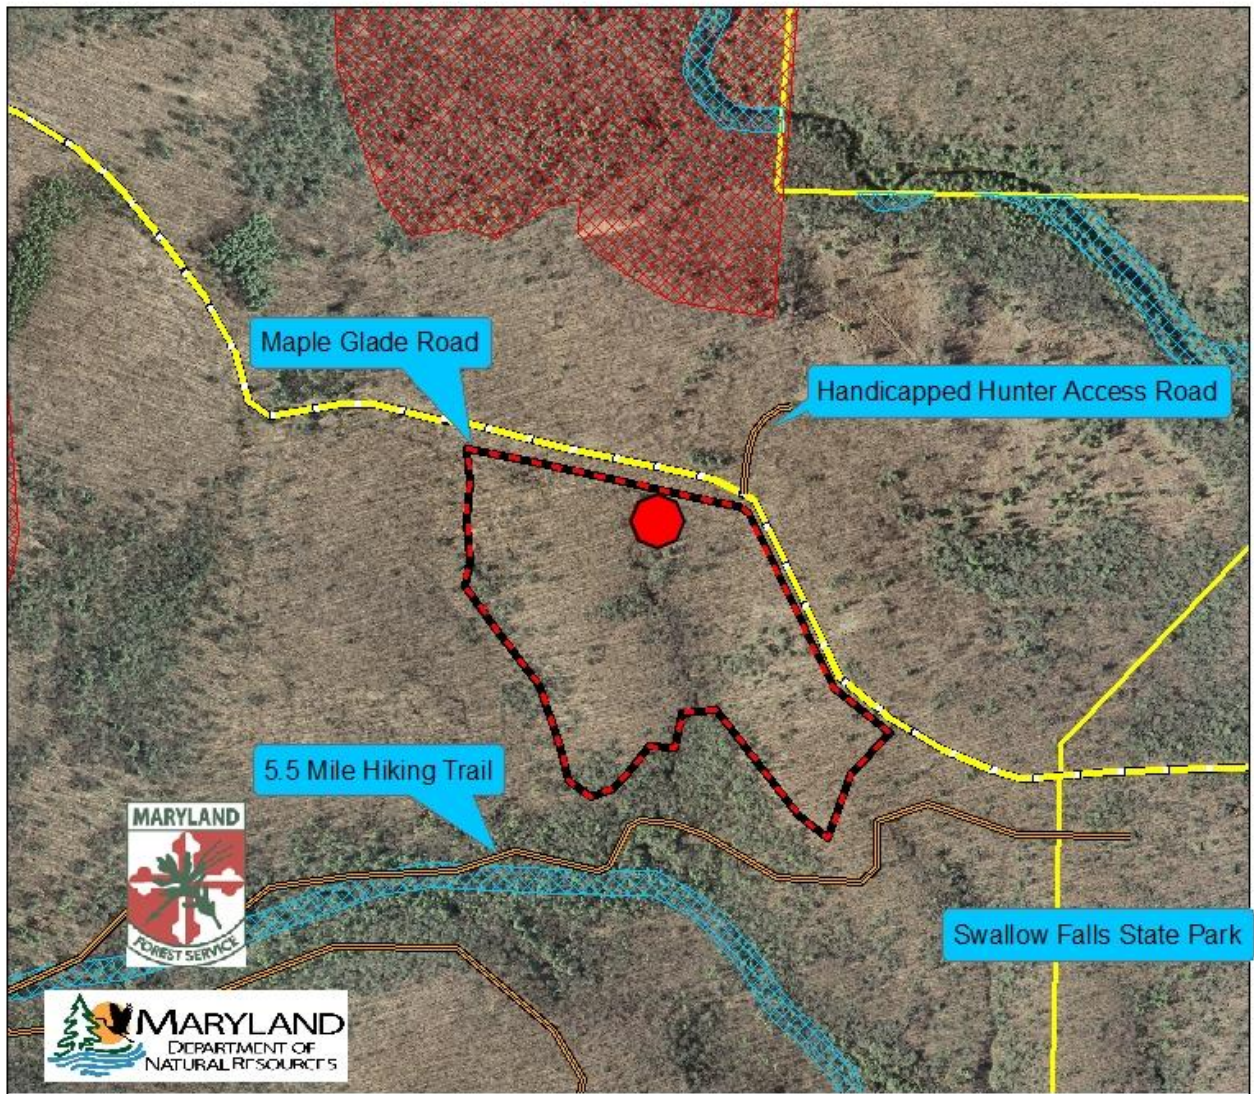 Maple Glade Road
Handicapped Hunter Access Road
5.5 Mile Hiking Trail
MARYLAND
FOREST SERVICE
Swallow Falls State Park
MARYLAND
DEPARTMENT OF
NATURAL RESOURCES